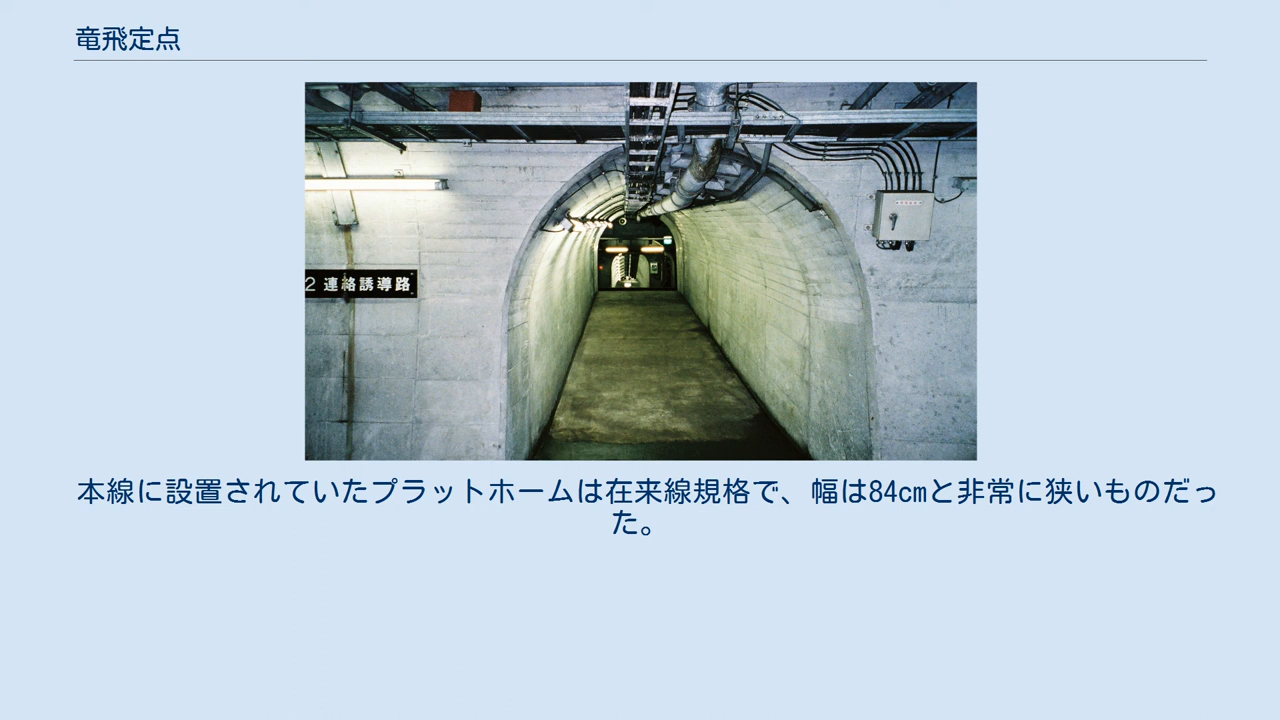 竜飛定点
2 連絡誘導路
本線に設置されていたプラットホームは在来線規格で、幅は84cmと非常に狭いものだっ
た。